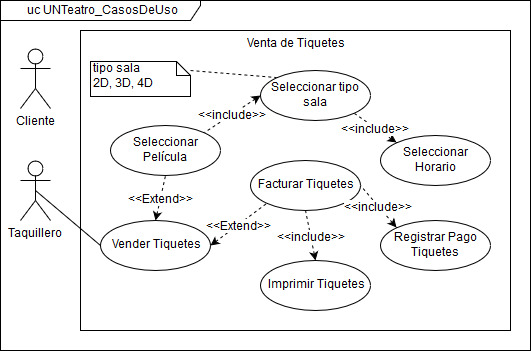 uc UNTeatro_CasosDeUso
Venta de Tiquetes
tipo sala
2D, 3D, 4D
Seleccionar tipo
sala
Cliente
<<include>>
<<include>>
Seleccionar
Película
Seleccionar
Horario
Facturar Tiquetes
<<Extend>>
<<include>>
Taquillero
<<Extend>>
<<include>>
Vender Tiquetes
Registrar Pago
Tiquetes
Imprimir Tiquetes